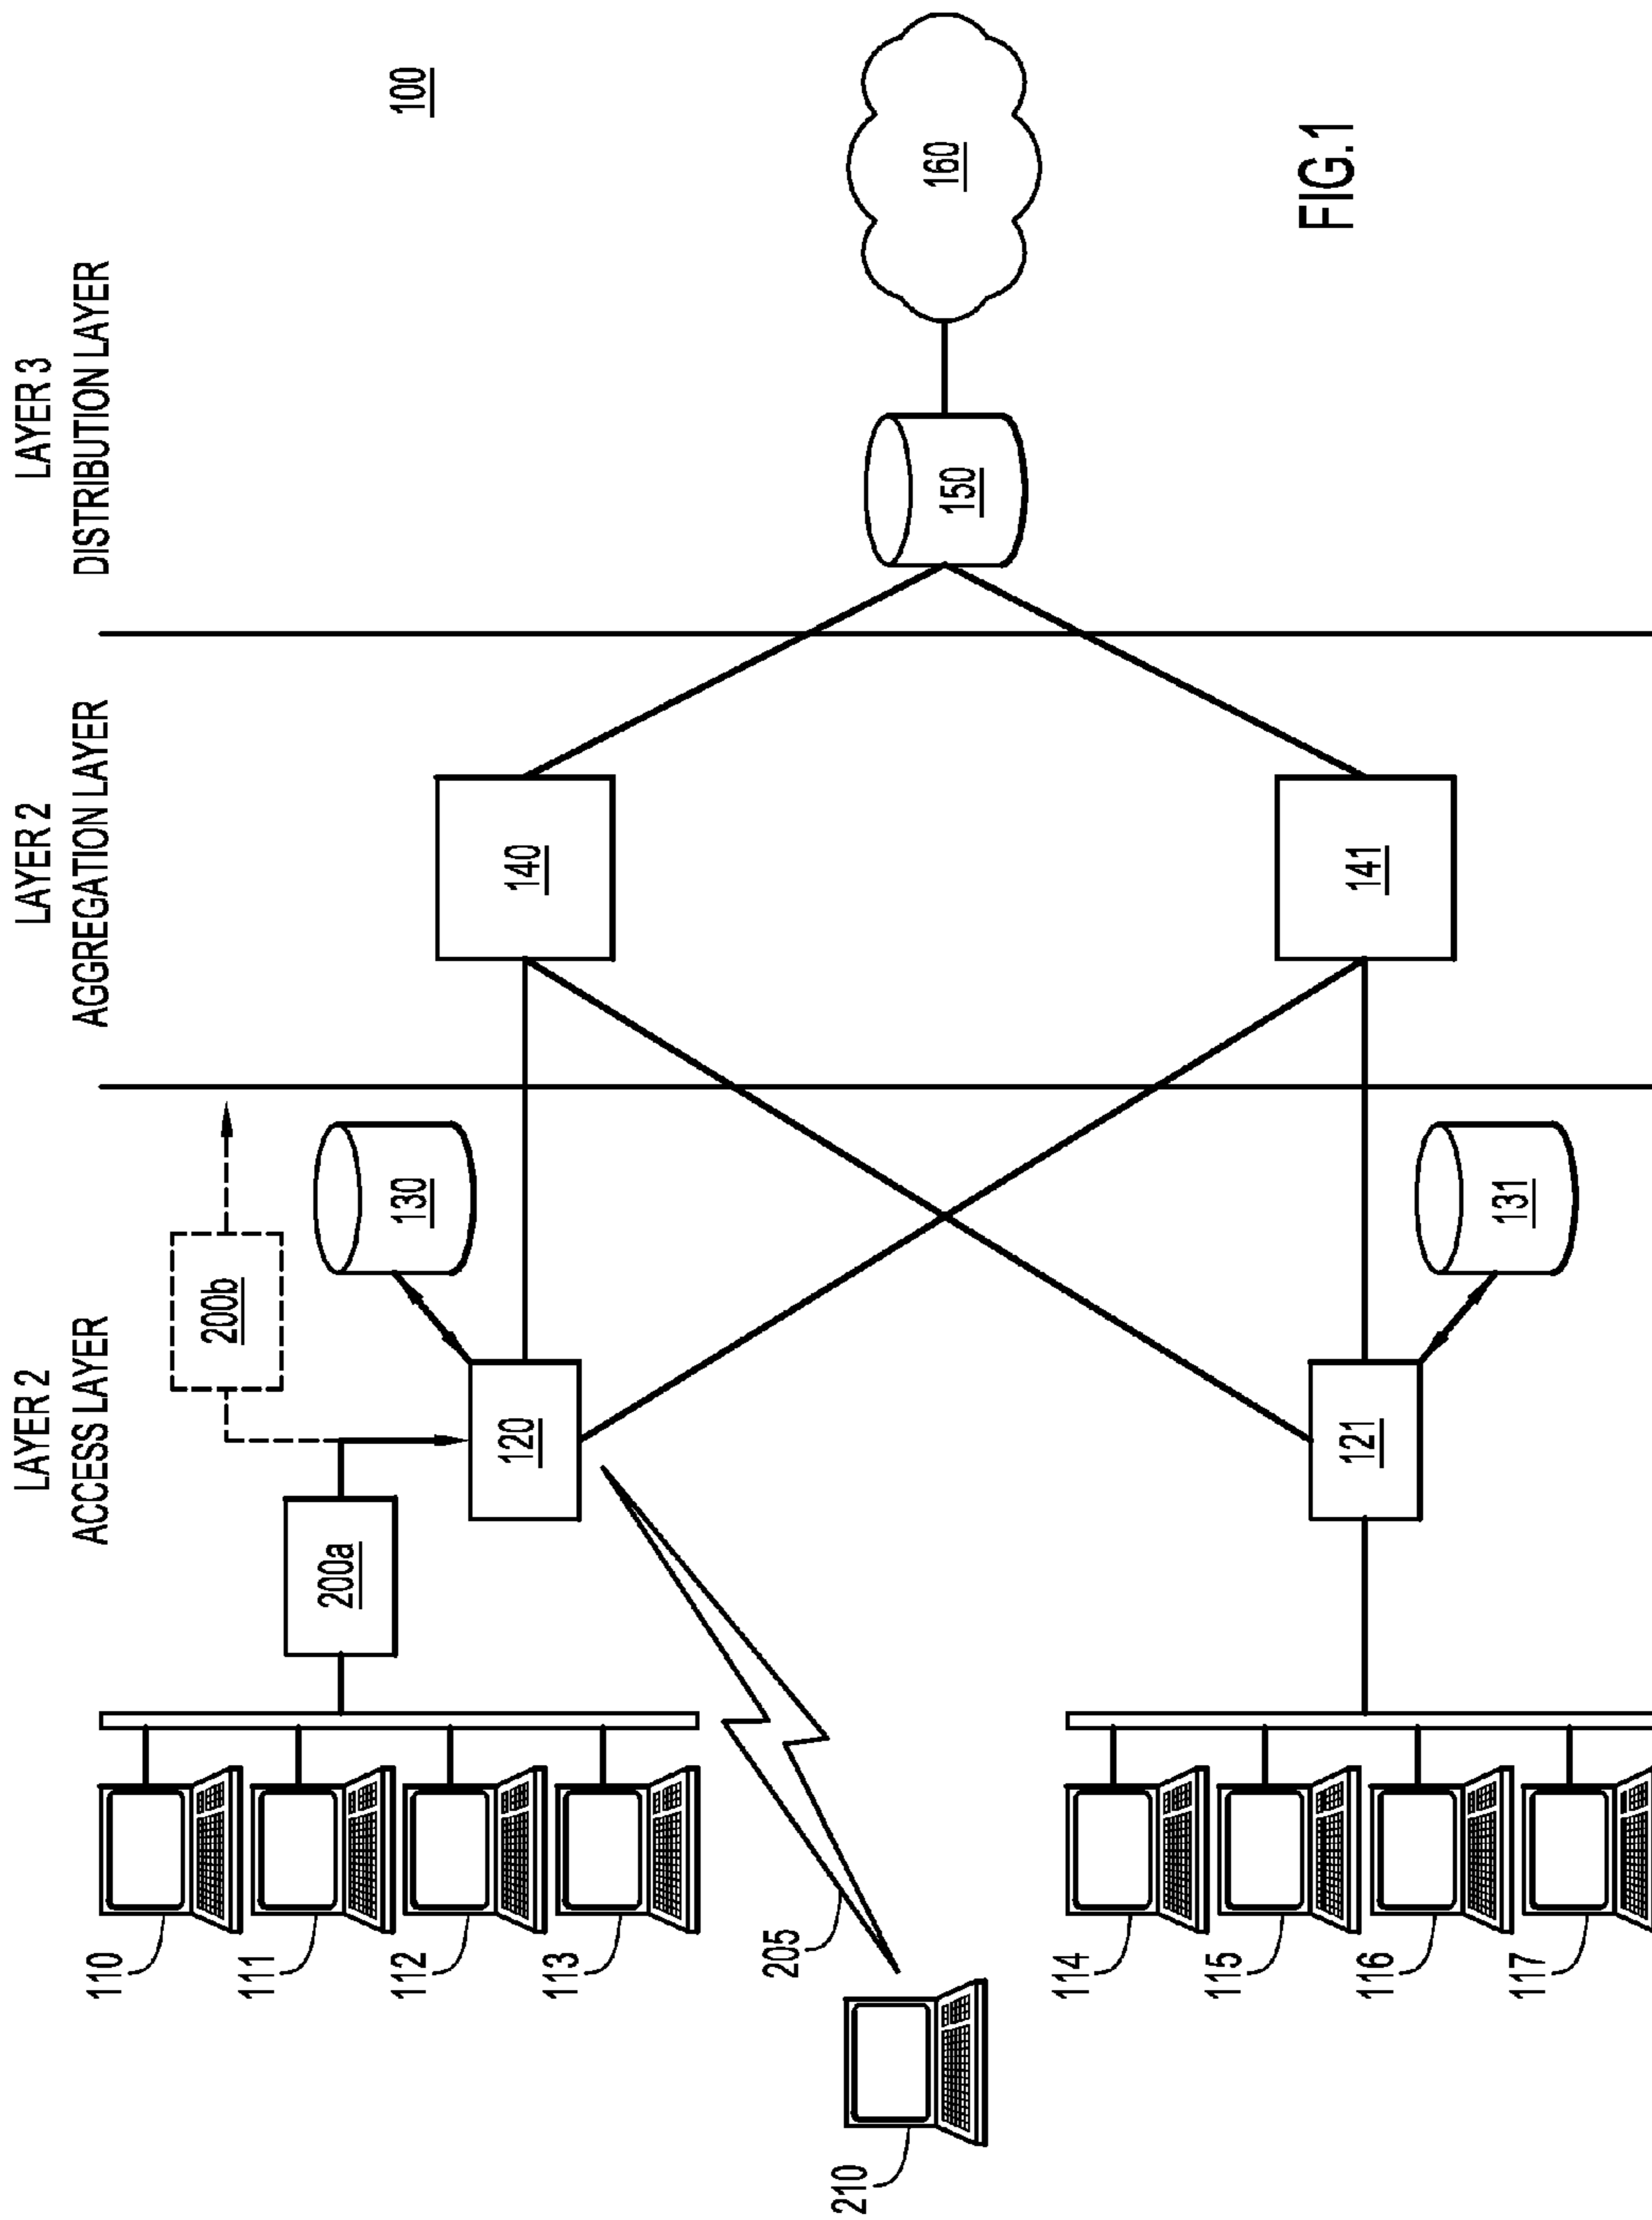 LAYER 2
ACCESS LAYER
LAYER 2
AGGREGATION LAYER
LAYER 3
DISTRIBUTION LAYER
100
110
111
112
113
200a
200b
120
130
140
150
160
205
210
114
115
116
117
121
131
141
FIG.1